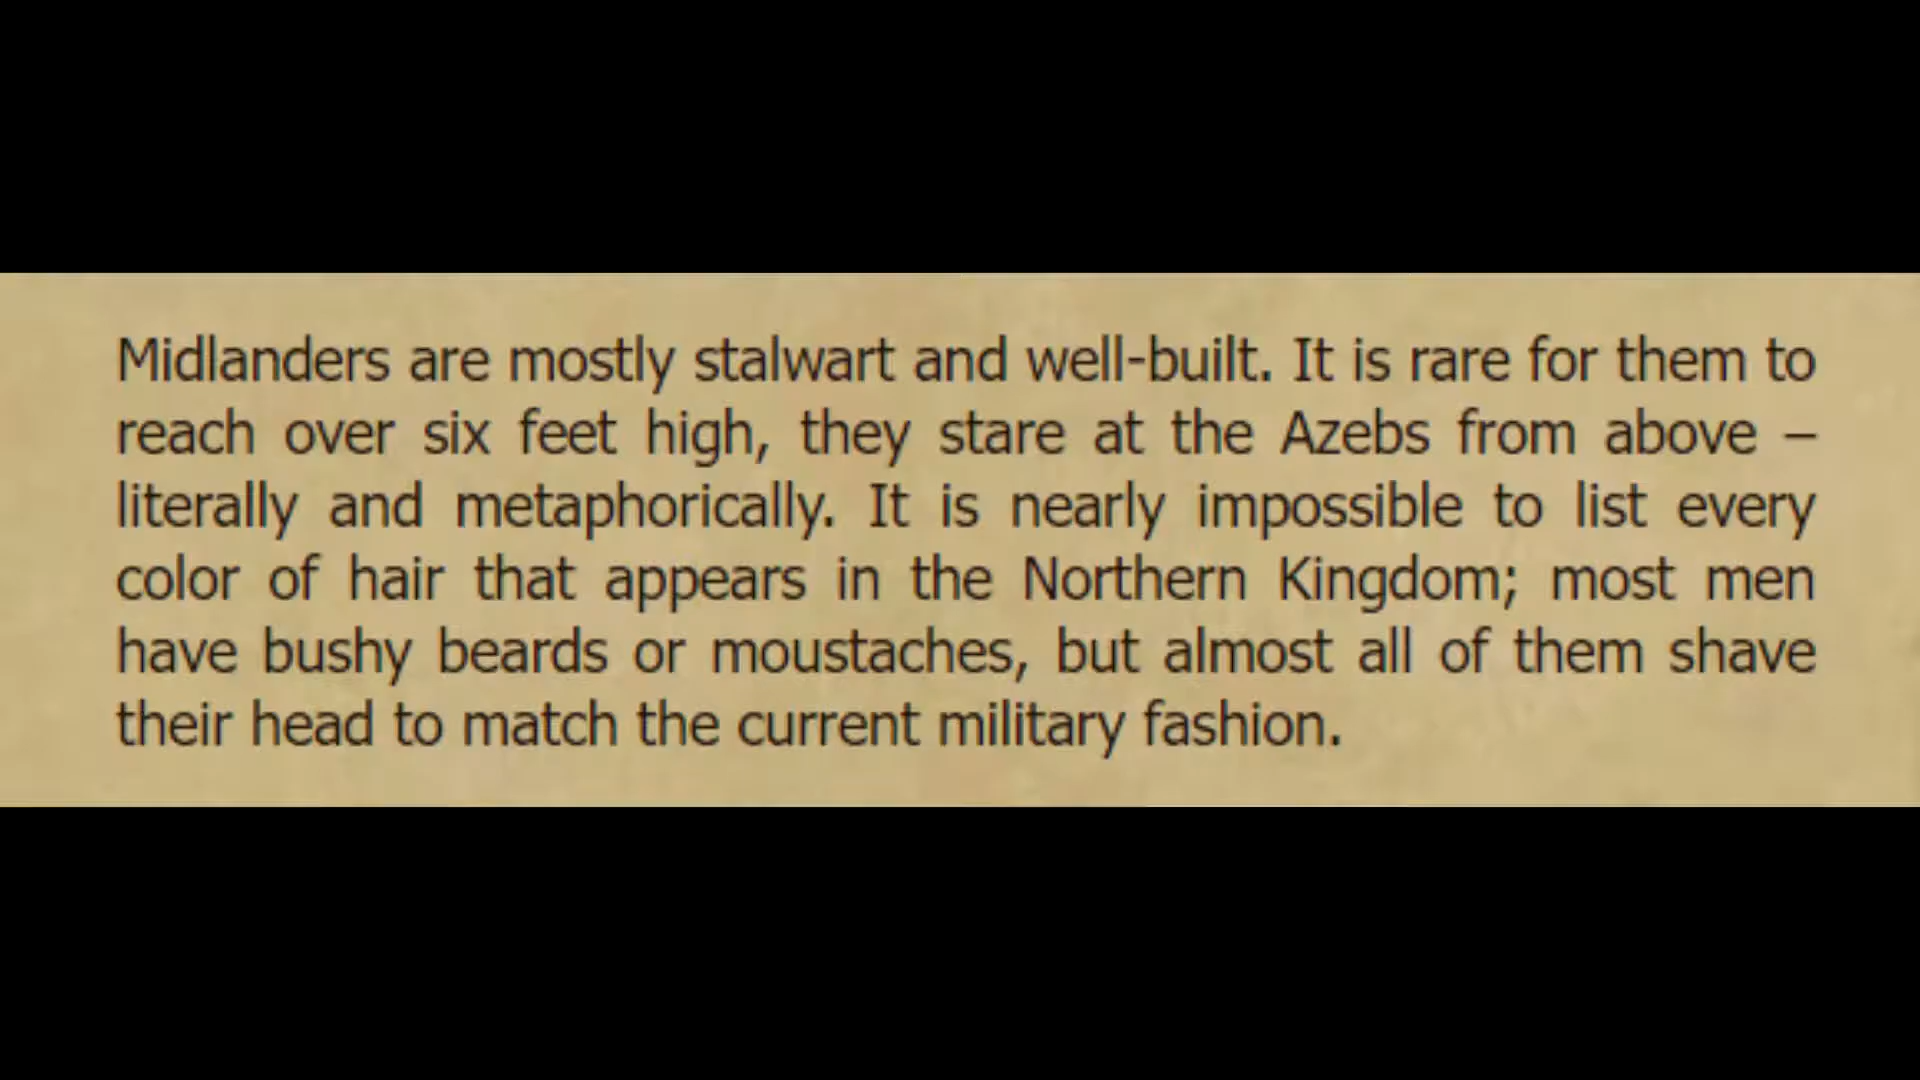 Midlanders are mostly stalwart and well-built. It is rare for them to
reach over six feet high, they stare at the Azebs from above –
literally and metaphorically. It is nearly impossible to list every
color of hair that appears in the Northern Kingdom; most men
have bushy beards or moustaches, but almost all of them shave
their head to match the current military fashion.